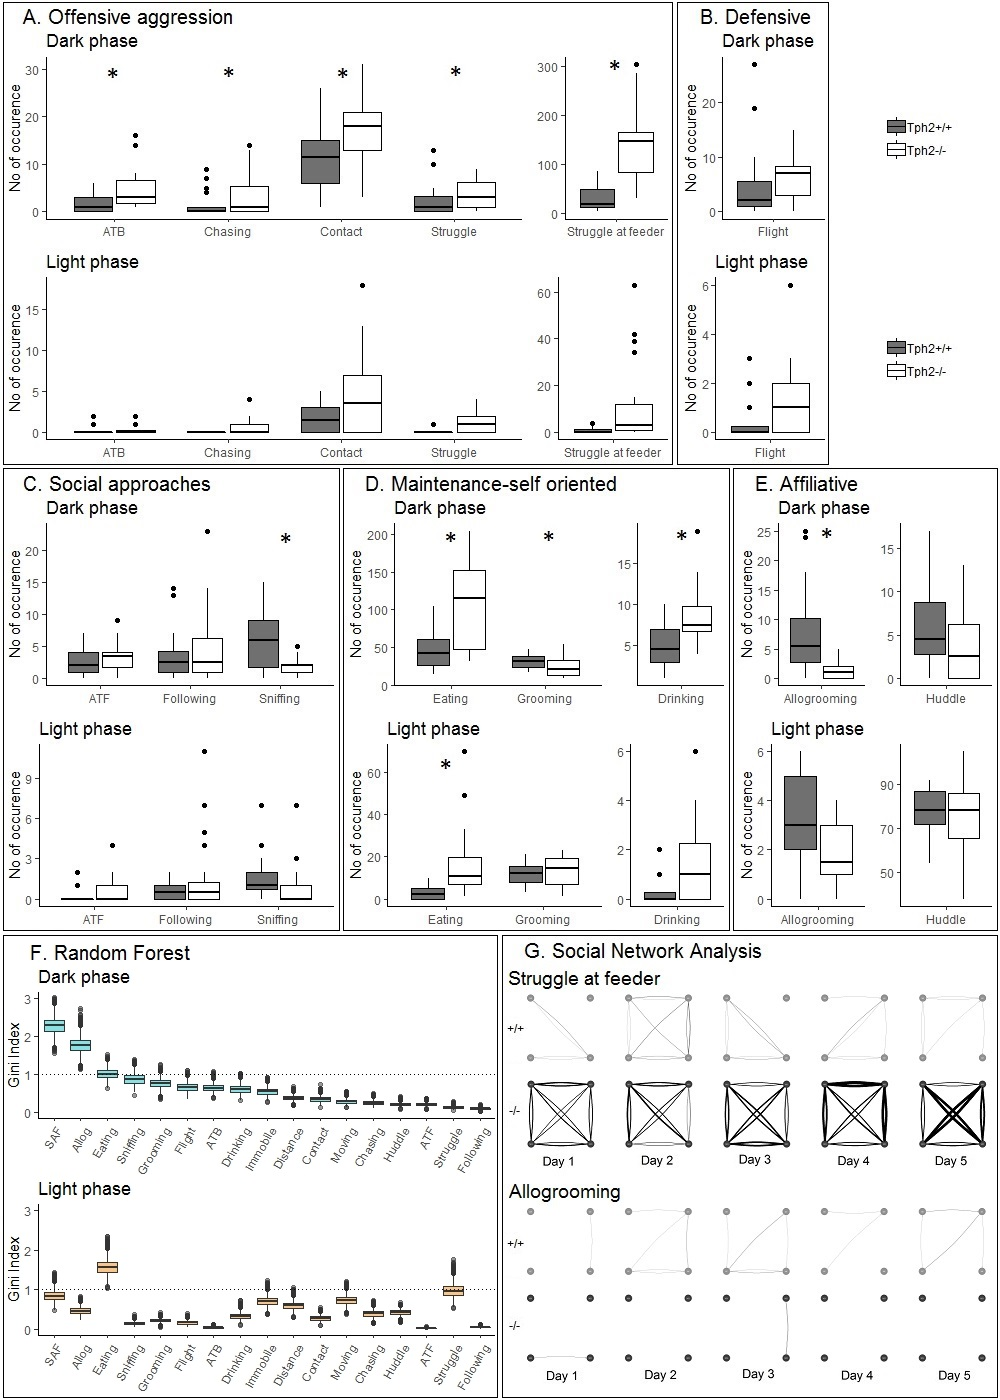 A. Offensive aggression
Dark phase
No of occurence
30
20
10
0
* * * *
ATB Chasing Contact Struggle
300
200
100
0
*
Struggle at feeder
Light phase
No of occurence
15
10
5
0
ATB Chasing Contact Struggle
60
40
20
0
Struggle at feeder
B. Defensive
Dark phase
No of occurence
20
10
0
Flight
Light phase
No of occurence
6
4
2
0
Flight
Tph2+/+
Tph2-/-
Tph2+/+
Tph2-/-
C. Social approaches
Dark phase
No of occurence
20
15
10
5
0
*
ATF Following Sniffing
Light phase
No of occurence
9
6
3
0
ATF Following Sniffing
D. Maintenance-self oriented
Dark phase
No of occurence
200
150
100
50
0
* *
Eating Grooming
15
10
5
*
Drinking
Light phase
No of occurence
60
40
20
0
*
Eating Grooming
6
4
2
0
Drinking
E. Affiliative
Dark phase
No of occurence
25
20
15
10
5
0
*
Allogrooming
15
10
5
0
Huddle
Light phase
No of occurence
6
4
2
0
Allogrooming
90
70
50
Huddle
F. Random Forest
Dark phase
Gini Index
3
2
1
0
SAF Allog Eating Sniffing Grooming Flight ATB Drinking Immobile Distance Contact Moving Chasing Huddle ATF Struggle Following
Light phase
Gini Index
3
2
1
0
SAF Allog Eating Sniffing Grooming Flight ATB Drinking Immobile Distance Contact Moving Chasing Huddle ATF Struggle Following
G. Social Network Analysis
Struggle at feeder
+/+
-/-
Day 1 Day 2 Day 3 Day 4 Day 5
Allogrooming
+/+
-/-
Day 1 Day 2 Day 3 Day 4 Day 5